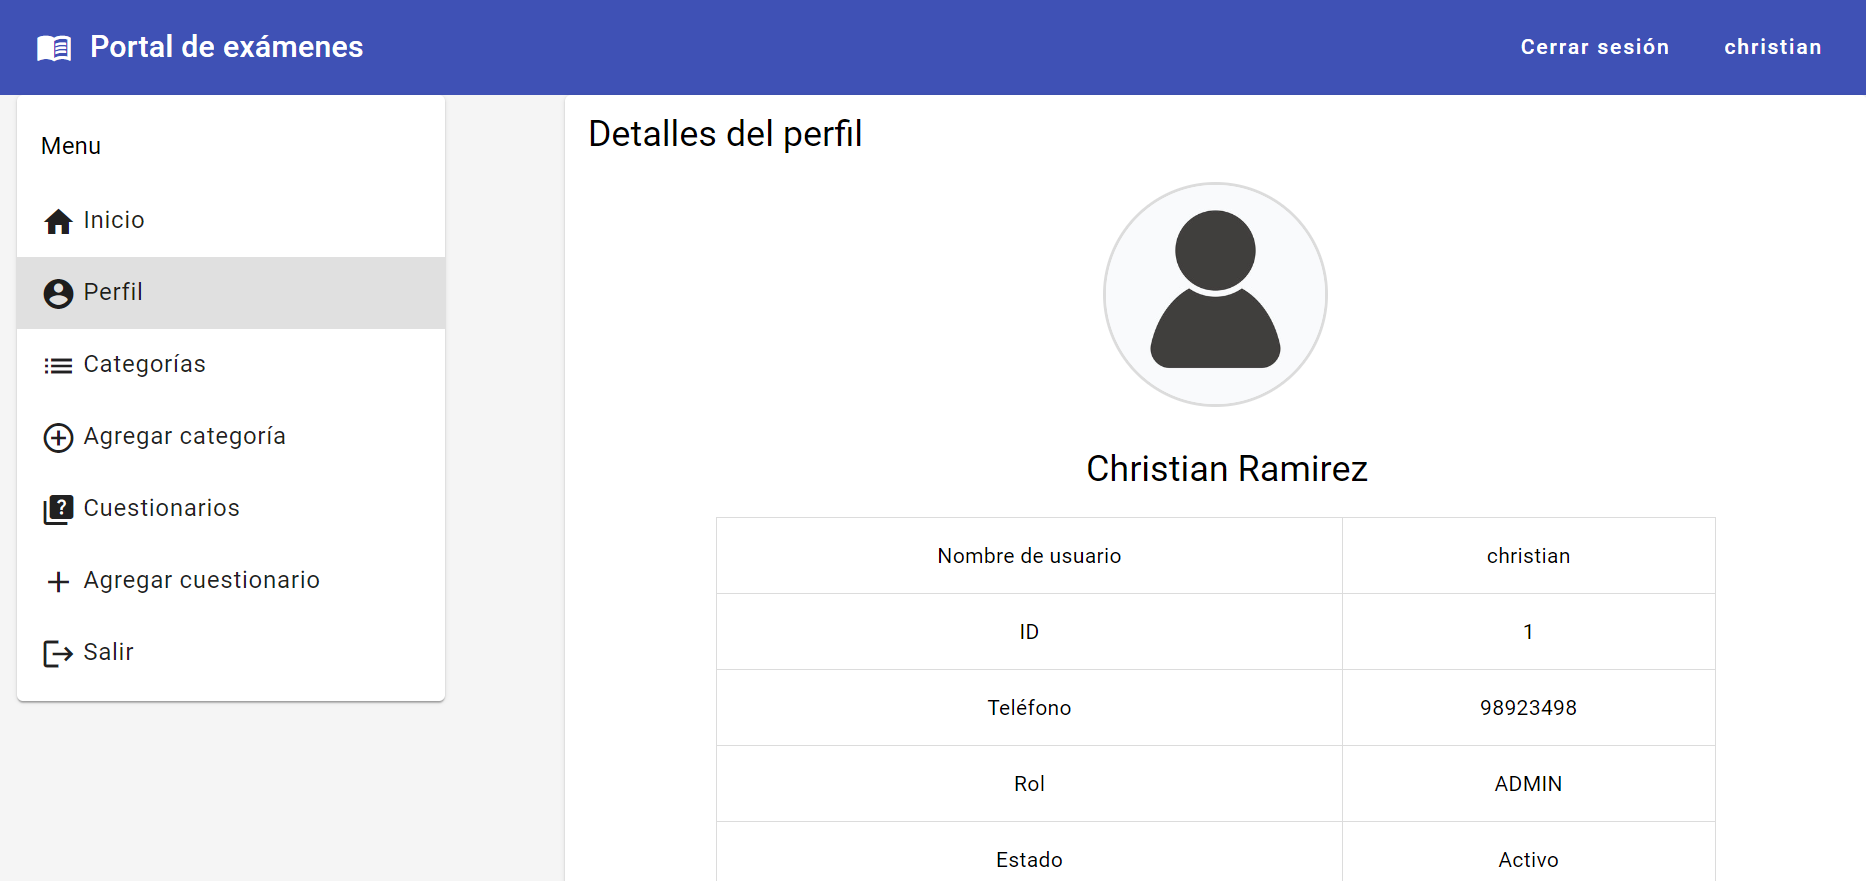 Portal de exámenes
Cerrar sesión
christian
Menu
Inicio
Perfil
Categorías
Agregar categoría
Cuestionarios
Agregar cuestionario
Salir
Detalles del perfil
Christian Ramirez
Nombre de usuario christian
ID 1
Teléfono 98923498
Rol ADMIN
Estado Activo